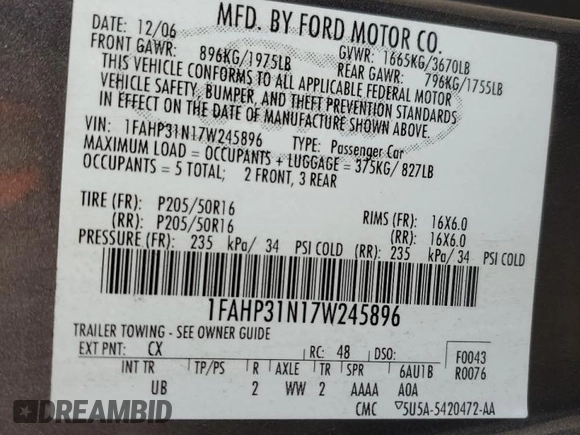 MFD. BY FORD MOTOR CO.
DATE: 12/06 GVWR: 1665KG/3670LB
FRONT GAWR: 896KG/1975LB REAR GAWR: 796KG/1755LB
THIS VEHICLE CONFORMS TO ALL APPLICABLE FEDERAL MOTOR
VEHICLE SAFETY, BUMPER, AND THEFT PREVENTION STANDARDS
IN EFFECT ON THE DATE OF MANUFACTURE SHOWN ABOVE.
VIN: 1FAHP31N17W245896 TYPE: Passenger Car
MAXIMUM LOAD = OCCUPANTS + LUGGAGE = 375KG/827LB
OCCUPANTS = 5 TOTAL; 2 FRONT, 3 REAR
TIRE (FR): P205/50R16 RIMS (FR): 16X6.0
(RR): P205/50R16 (RR): 16X6.0
PRESSURE (FR): 235 kPa/ 34 PSI COLD (RR): 235 kPa/ 34 PSI COLD
1FAHP31N17W245896
TRAILER TOWING - SEE OWNER GUIDE
EXT PNT: CX RC: 48 DSO: F0043
INT TR TP/PS R AXLE TR SPR 6AU1B R0076
UB 2 WW 2 AAAA A0A
CMC 5U5A-5420472-AA
DREAMBID